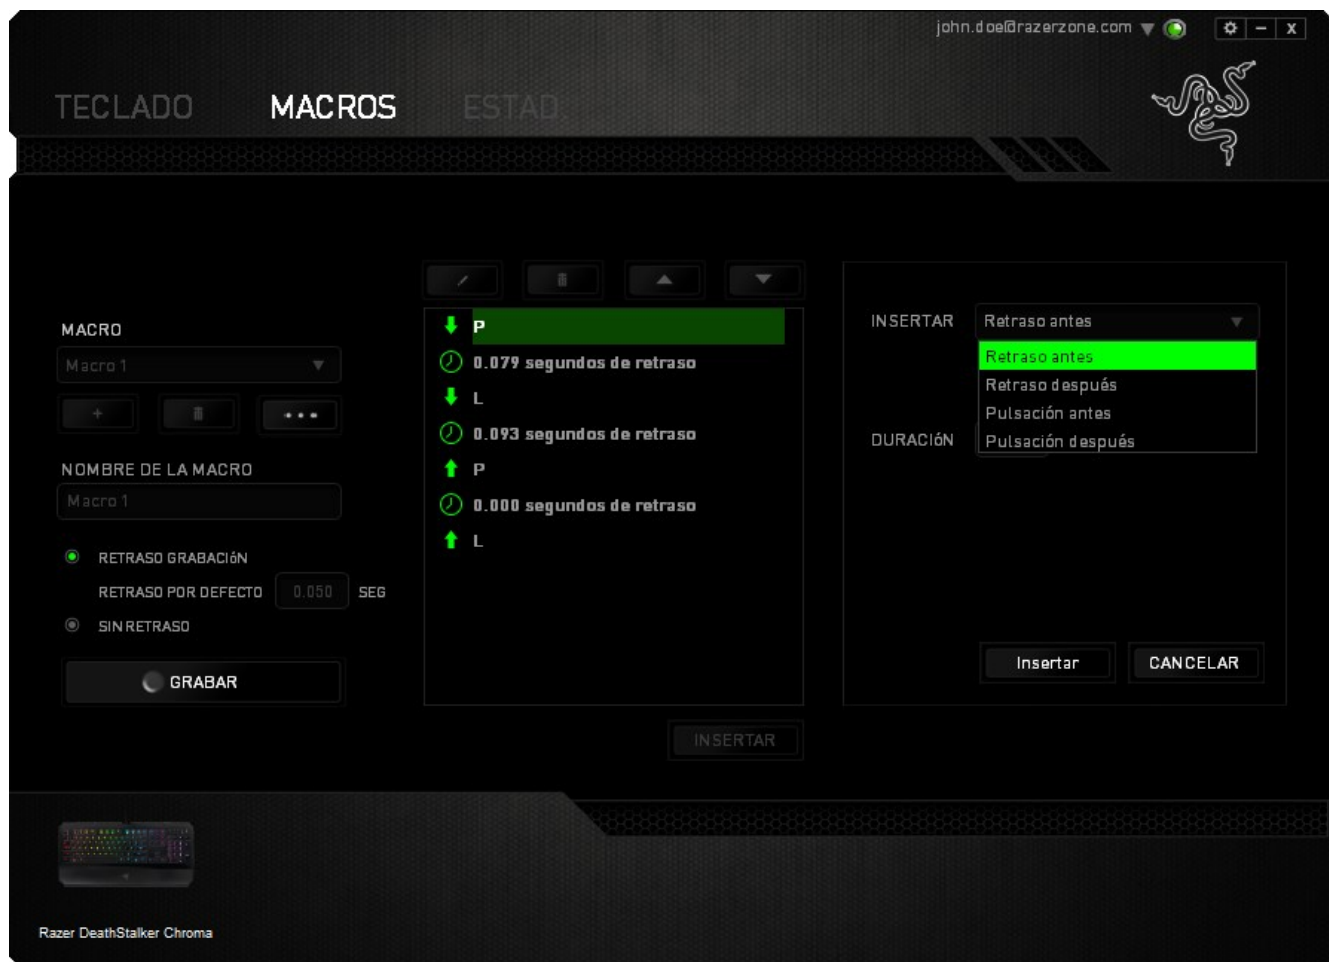 john.doe@razerzone.com
TECLADO MACROS ESTAD.
MACRO
Macro 1
NOMBRE DE LA MACRO
Macro 1
RETRASO GRABACIóN
RETRASO POR DEFECTO 0.050 SEG
SIN RETRASO
GRABAR
P
0.079 segundos de retraso
L
0.093 segundos de retraso
P
0.000 segundos de retraso
L
INSERTAR
INSERTAR Retraso antes
Retraso antes
Retraso después
Pulsación antes
Pulsación después
DURACIóN
Insertar CANCELAR
Razer DeathStalker Chroma